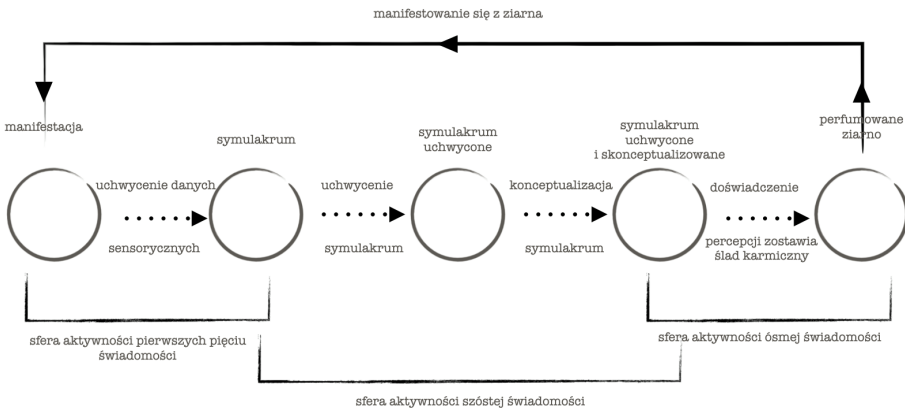 manifestowanie się z ziarna
manifestacja
symulakrum
symulakrum
uchwycone
symulakrum
uchwycone
i skonceptualizowane
perfumowane
ziarno
uchwycenie danych
sensorycznych
uchwycenie
symulakrum
konceptualizacja
symulakrum
doświadczenie
percepcji zostawia
ślad karmiczny
sfera aktywności pierwszych pięciu
świadomości
sfera aktywności ósmej świadomości
sfera aktywności szóstej świadomości